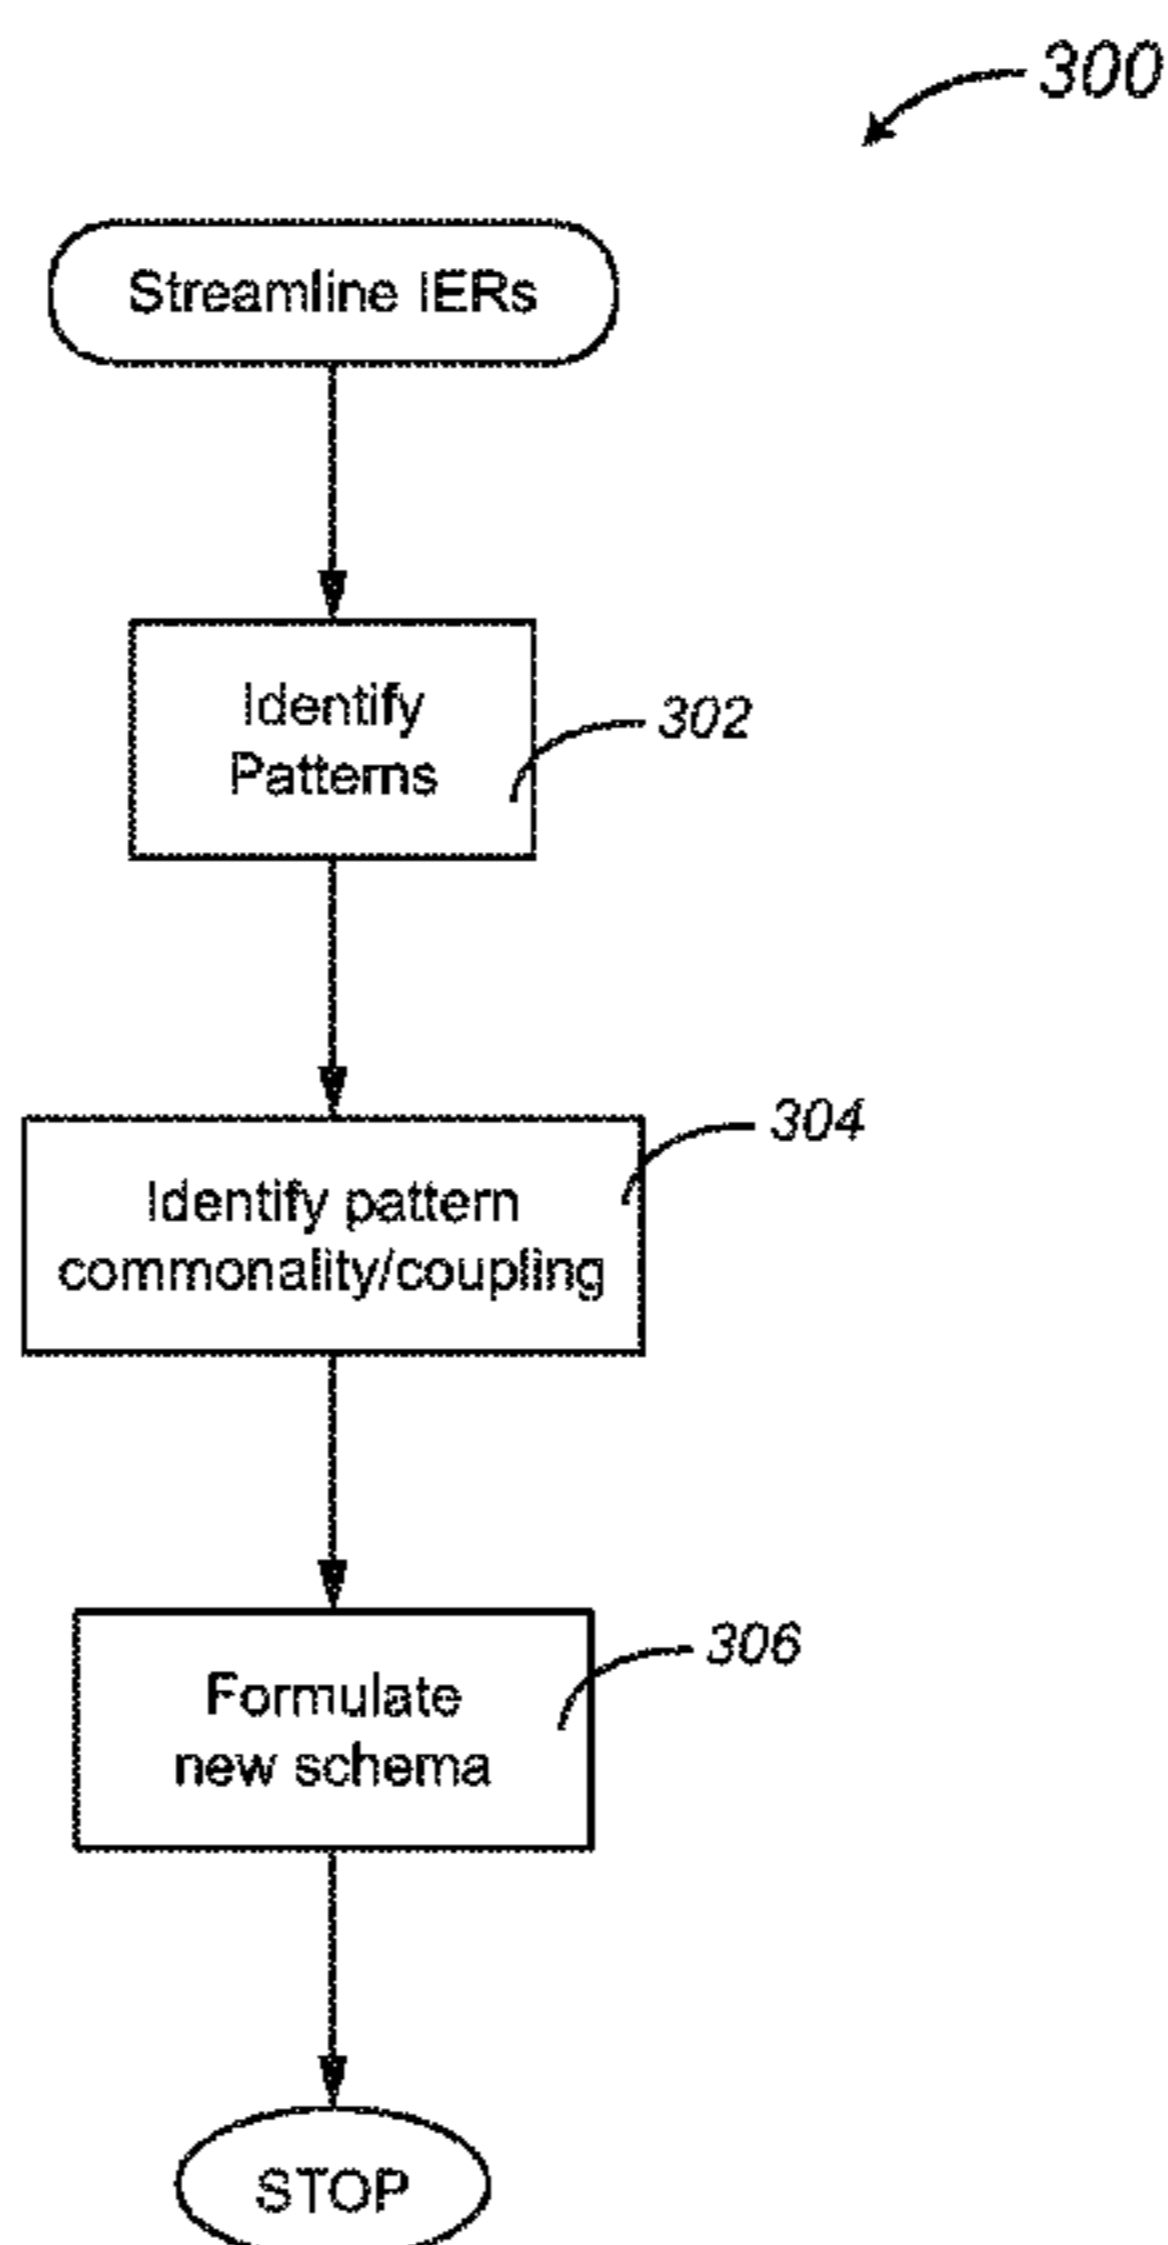 300
Streamline IERs
Identify
Patterns
302
304
Identify pattern
commonality/coupling
306
Formulate
new schema
STOP